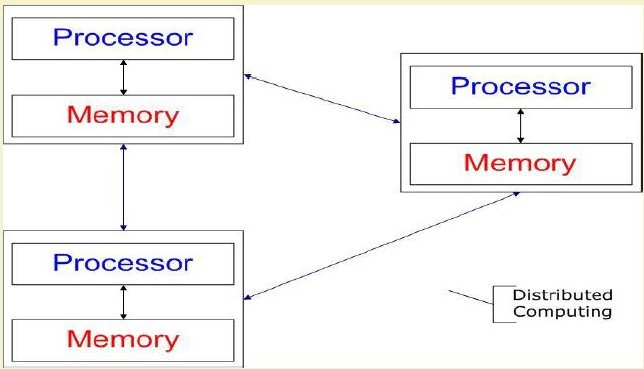 Processor
Memory
Processor
Memory
Processor
Memory
Distributed
Computing